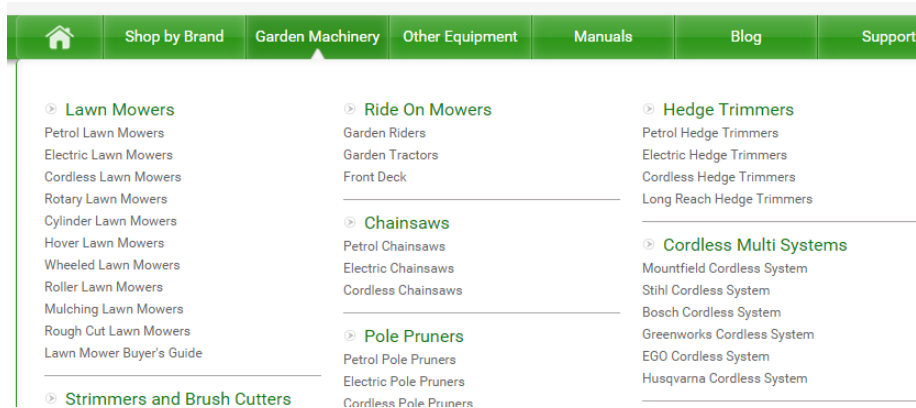 Shop by Brand
Garden Machinery
Other Equipment
Manuals
Blog
Support
Lawn Mowers
Petrol Lawn Mowers
Electric Lawn Mowers
Cordless Lawn Mowers
Rotary Lawn Mowers
Cylinder Lawn Mowers
Hover Lawn Mowers
Wheeled Lawn Mowers
Roller Lawn Mowers
Mulching Lawn Mowers
Rough Cut Lawn Mowers
Lawn Mower Buyer's Guide
Strimmers and Brush Cutters
Ride On Mowers
Garden Riders
Garden Tractors
Front Deck
Chainsaws
Petrol Chainsaws
Electric Chainsaws
Cordless Chainsaws
Pole Pruners
Petrol Pole Pruners
Electric Pole Pruners
Cordless Pole Pruners
Hedge Trimmers
Petrol Hedge Trimmers
Electric Hedge Trimmers
Cordless Hedge Trimmers
Long Reach Hedge Trimmers
Cordless Multi Systems
Mountfield Cordless System
Stihl Cordless System
Bosch Cordless System
Greenworks Cordless System
EGO Cordless System
Husqvarna Cordless System